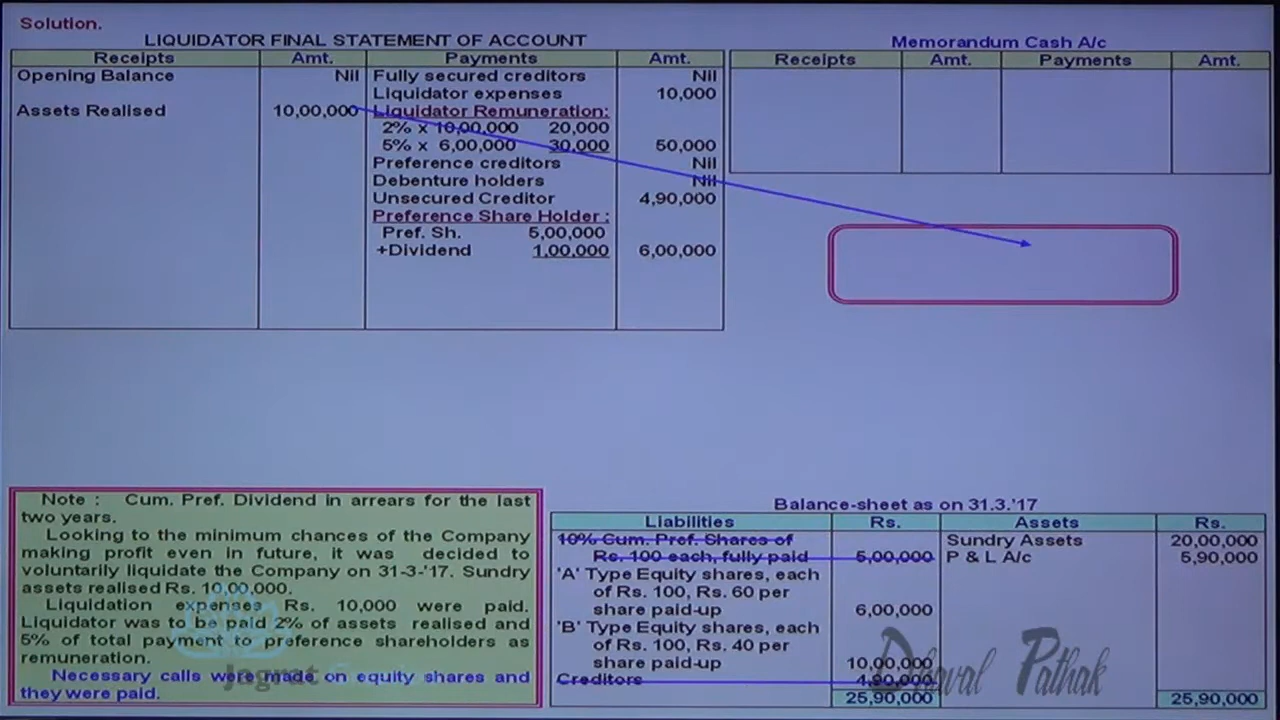 Solution.
LIQUIDATOR FINAL STATEMENT OF ACCOUNT
Receipts Amt. Payments Amt.
Opening Balance Nil Fully secured creditors Nil
Liquidator expenses 10,000
Assets Realised 10,00,000 Liquidator Remuneration:
2% x 10,00,000 20,000
5% x 6,00,000 30,000 50,000
Preference creditors Nil
Debenture holders Nil
Unsecured Creditor 4,90,000
Preference Share Holder :
Pref. Sh. 5,00,000
+Dividend 1,00,000 6,00,000
Memorandum Cash A/c
Receipts Amt. Payments Amt.
Note : Cum. Pref. Dividend in arrears for the last
two years.
Looking to the minimum chances of the Company
making profit even in future, it was decided to
voluntarily liquidate the Company on 31-3-'17. Sundry
assets realised Rs. 10,00,000.
Liquidation expenses Rs. 10,000 were paid.
Liquidator was to be paid 2% of assets realised and
5% of total payment to preference shareholders as
remuneration.
Necessary calls were made on equity shares and
they were paid.
Jagrat
Balance-sheet as on 31.3.'17
Liabilities Rs. Assets Rs.
10% Cum. Pref. Shares of Sundry Assets 20,00,000
Rs. 100 each, fully paid 5,00,000 P & L A/c 5,90,000
'A' Type Equity shares, each
of Rs. 100, Rs. 60 per
share paid-up 6,00,000
'B' Type Equity shares, each
of Rs. 100, Rs. 40 per
share paid-up 10,00,000
Creditors 4,90,000
25,90,000 25,90,000
Dhaval Pathak